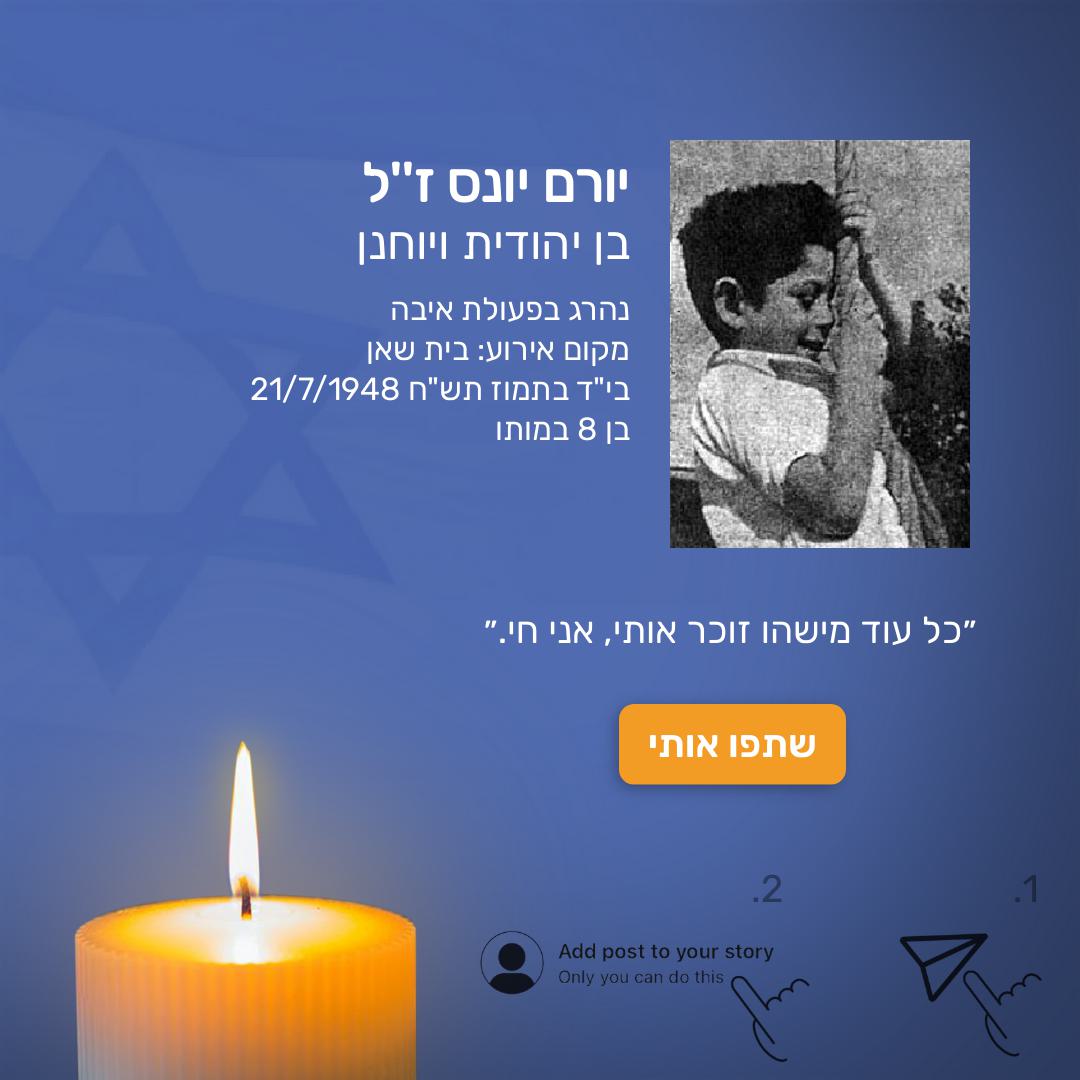 יורם יונס ז"ל
בן יהודית ויוחנן
נהרג בפעולת איבה
מקום אירוע: בית שאן
בי"ד בתמוז תש"ח 21/7/1948
בן 8 במותו
״כל עוד מישהו זוכר אותי, אני חי.״
שתפו אותי
1.
2.
Add post to your story
Only you can do this